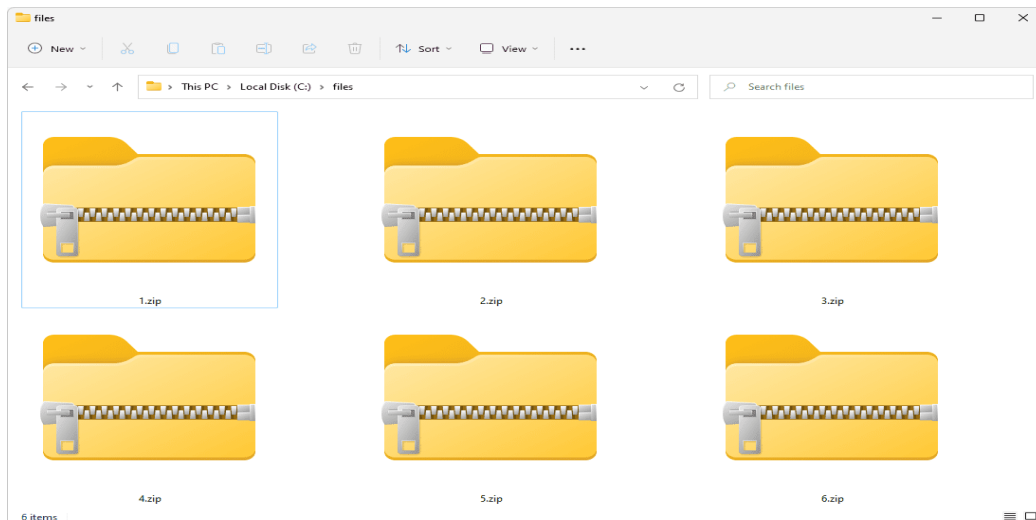 files
New
Sort
View
This PC > Local Disk (C:) > files
Search files
1.zip
2.zip
3.zip
4.zip
5.zip
6.zip
6 items